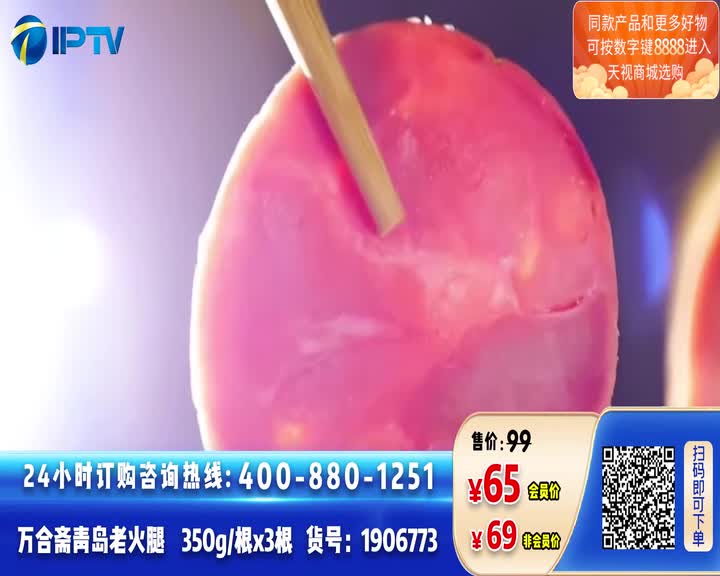 IPTV
同款产品和更多好物
可按数字键8888进入
天视商城选购
24小时订购咨询热线:400-880-1251
万合斋青岛老火腿 350g/根x3根 货号：1906773
售价:99
¥65 会员价
¥69 非会员价
扫码即可下单